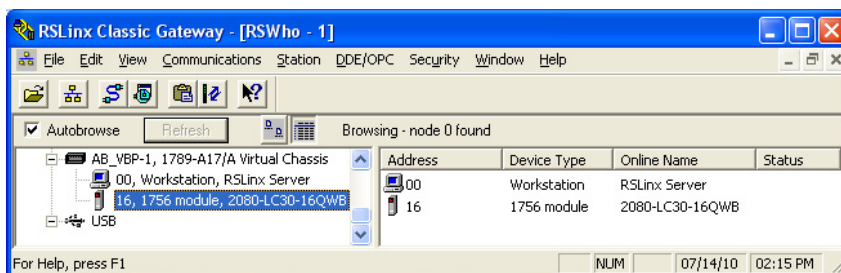 RSLinx Classic Gateway - [RSWho - 1]
File Edit View Communications Station DDE/OPC Security Window Help
Autobrowse Refresh Browsing - node 0 found
AB_VBP-1, 1789-A17/A Virtual Chassis
00, Workstation, RSLinx Server
16, 1756 module, 2080-LC30-16QWB
USB
Address Device Type Online Name Status
00 Workstation RSLinx Server
16 1756 module 2080-LC30-16QWB
For Help, press F1 NUM 07/14/10 02:15 PM